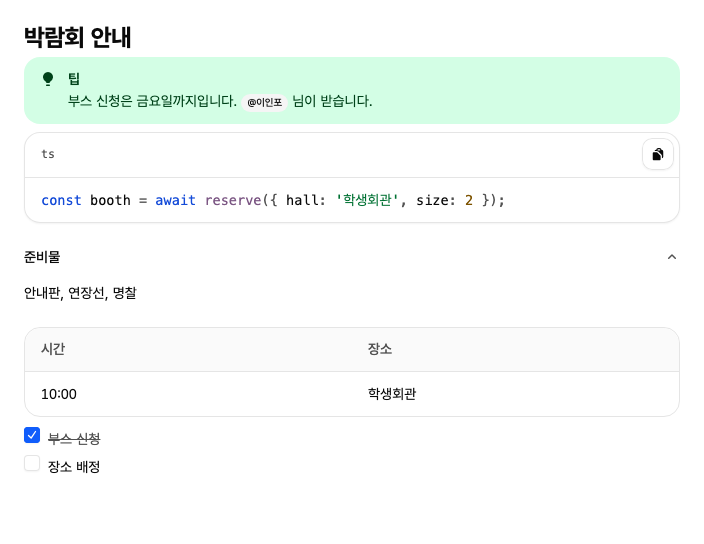 박람회 안내
팁
부스 신청은 금요일까지입니다. @이인포 님이 받습니다.
ts
const booth = await reserve({ hall: '학생회관', size: 2 });
준비물
안내판, 연장선, 명찰
시간 장소
10:00 학생회관
부스 신청
장소 배정